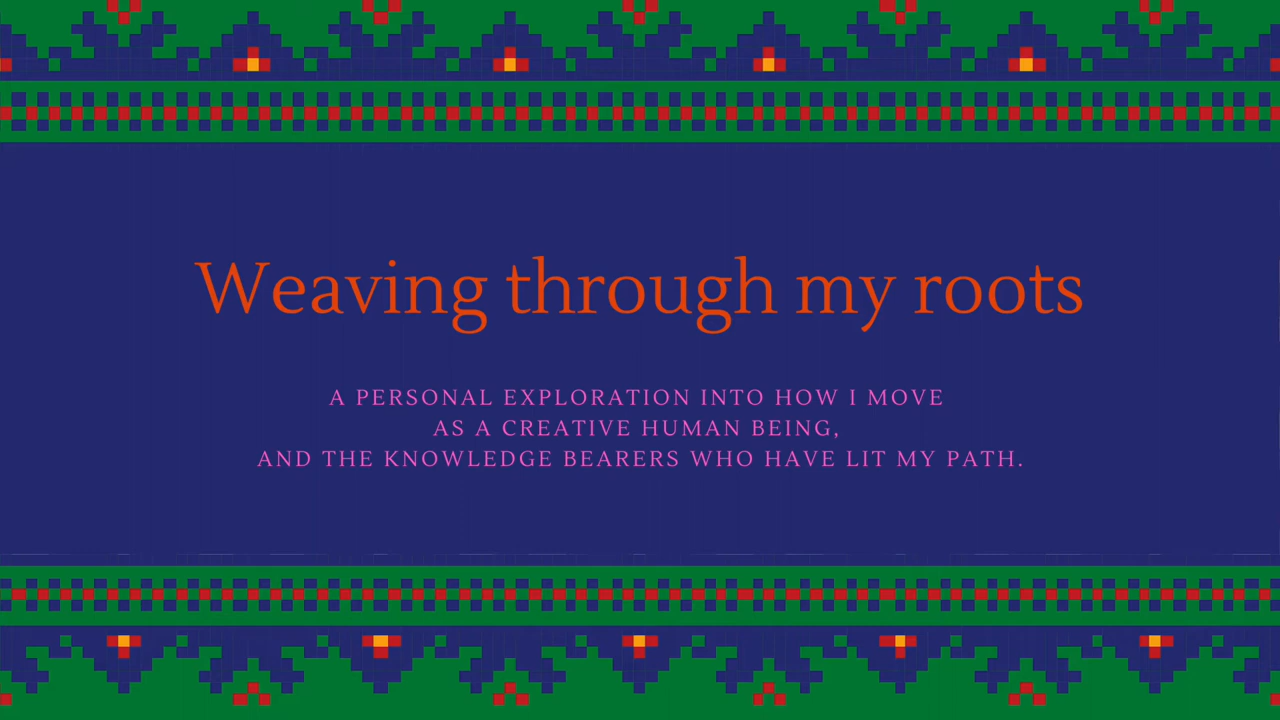 Weaving through my roots
A PERSONAL EXPLORATION INTO HOW I MOVE
AS A CREATIVE HUMAN BEING,
AND THE KNOWLEDGE BEARERS WHO HAVE LIT MY PATH.